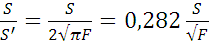 S/S' = S/(2√πF) = 0,282 S/√F